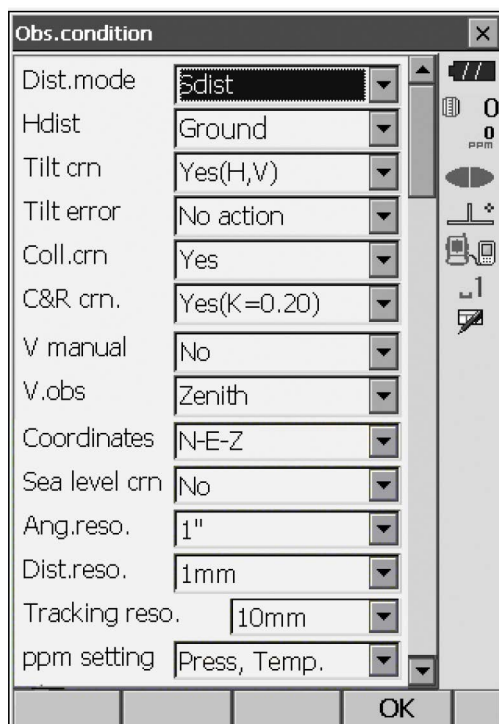 Obs.condition
Dist.mode Sdist
Hdist Ground
Tilt crn Yes(H,V)
Tilt error No action
Coll.crn Yes
C&R crn. Yes(K=0.20)
V manual No
V.obs Zenith
Coordinates N-E-Z
Sea level crn No
Ang.reso. 1"
Dist.reso. 1mm
Tracking reso. 10mm
ppm setting Press, Temp.
OK
0
0
ppm
1